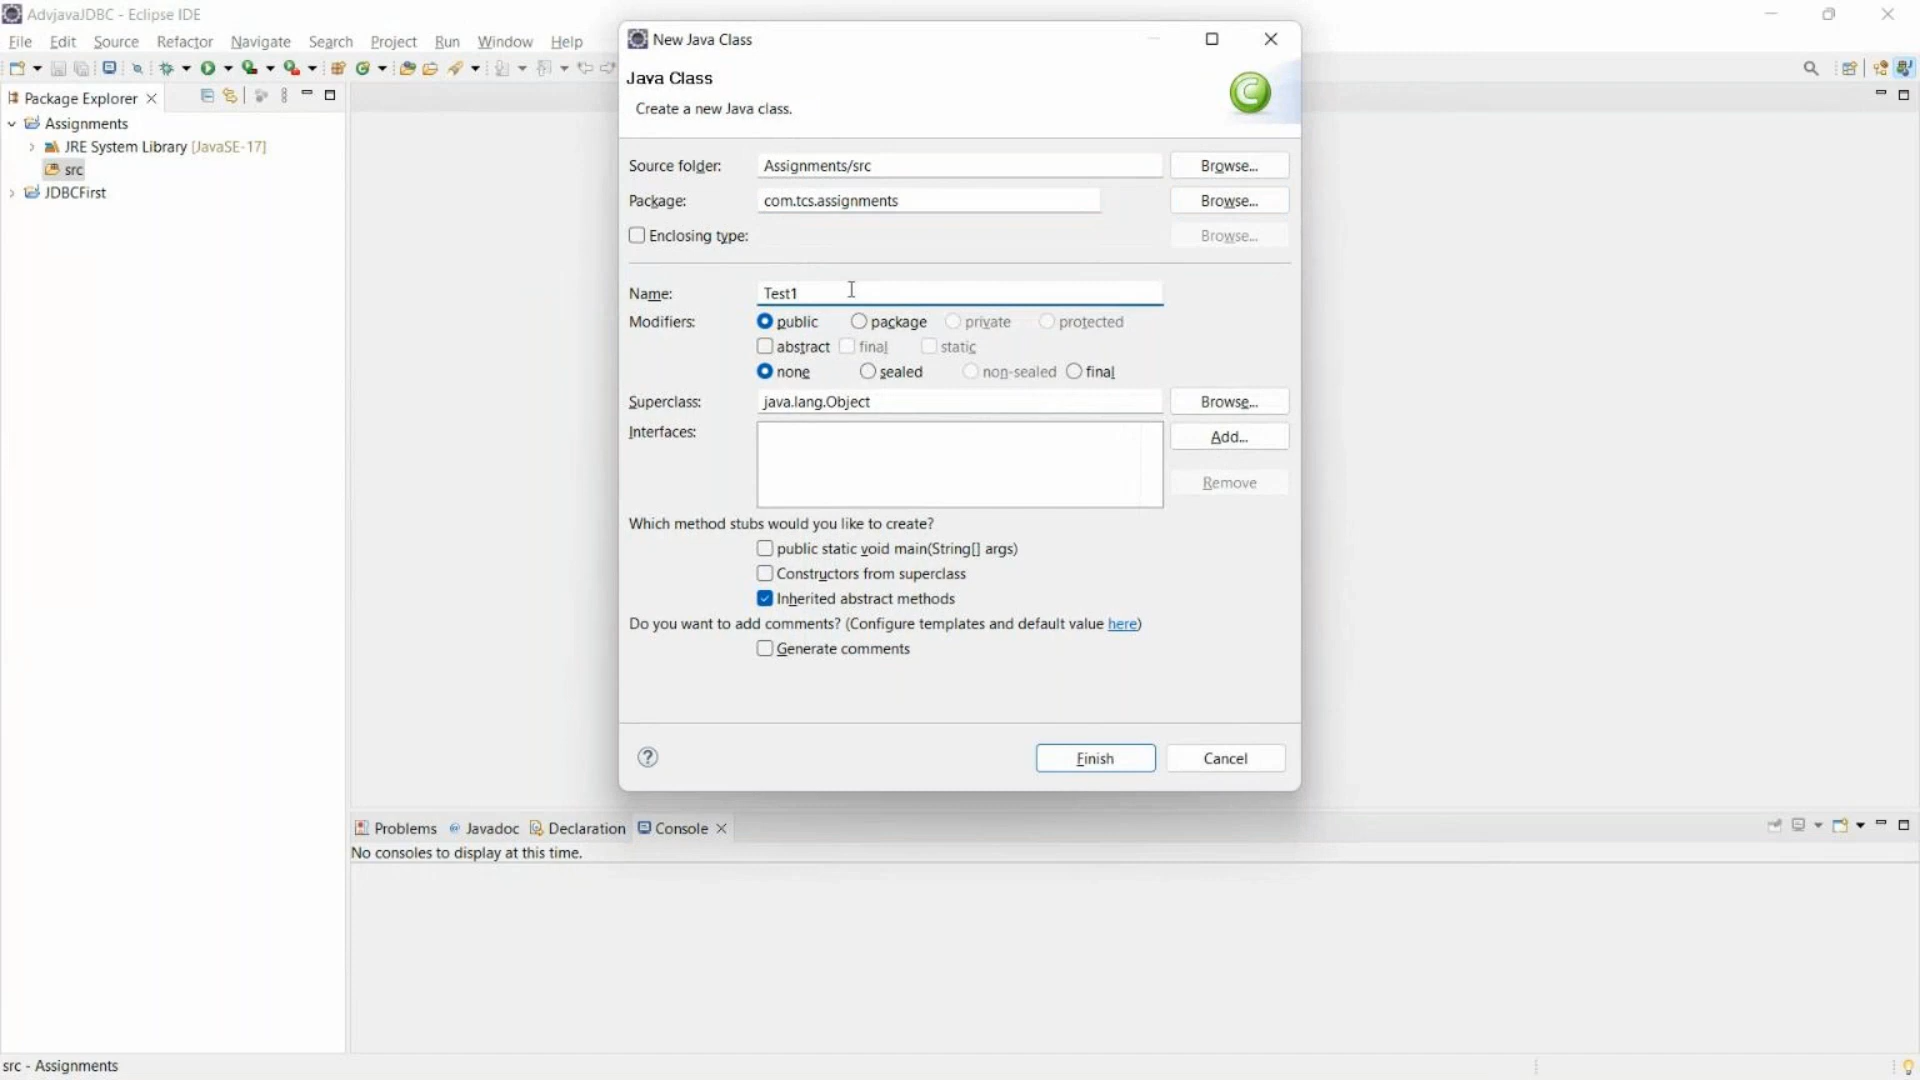 AdvjavaJDBC - Eclipse IDE
File Edit Source Refactor Navigate Search Project Run Window Help
Package Explorer
Assignments
JRE System Library [JavaSE-17]
src
JDBCFirst
New Java Class
Java Class
Create a new Java class.
Source folder: Assignments/src Browse...
Package: com.tcs.assignments Browse...
Enclosing type: Browse...
Name: Test1
Modifiers: public package private protected
abstract final static
none sealed non-sealed final
Superclass: java.lang.Object Browse...
Interfaces: Add...
Remove
Which method stubs would you like to create?
public static void main(String[] args)
Constructors from superclass
Inherited abstract methods
Do you want to add comments? (Configure templates and default value here)
Generate comments
Finish Cancel
Problems Javadoc Declaration Console
No consoles to display at this time.
src - Assignments